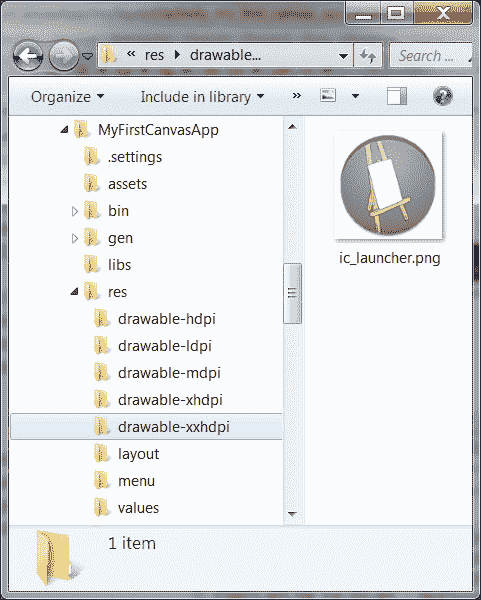 « res ▸ drawable...
Search ...
Organize
Include in library
»
MyFirstCanvasApp
.settings
assets
bin
gen
libs
res
drawable-hdpi
drawable-ldpi
drawable-mdpi
drawable-xhdpi
drawable-xxhdpi
layout
menu
values
ic_launcher.png
1 item